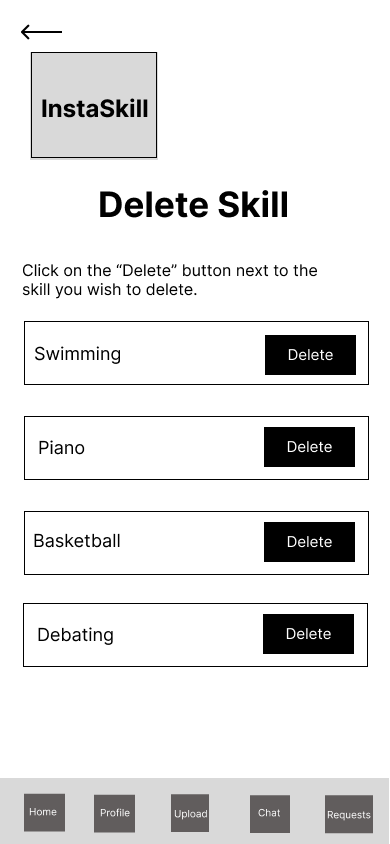 InstaSkill
Delete Skill
Click on the “Delete” button next to the
skill you wish to delete.
Swimming Delete
Piano Delete
Basketball Delete
Debating Delete
Home Profile Upload Chat Requests